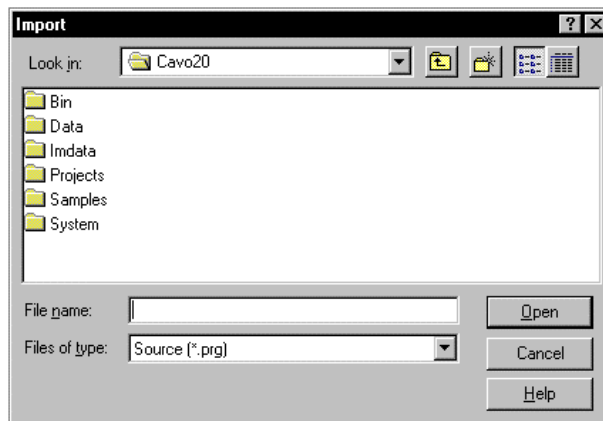 Import
Look in: Cavo20
Bin
Data
Imdata
Projects
Samples
System
File name: Open
Files of type: Source (*.prg) Cancel
Help